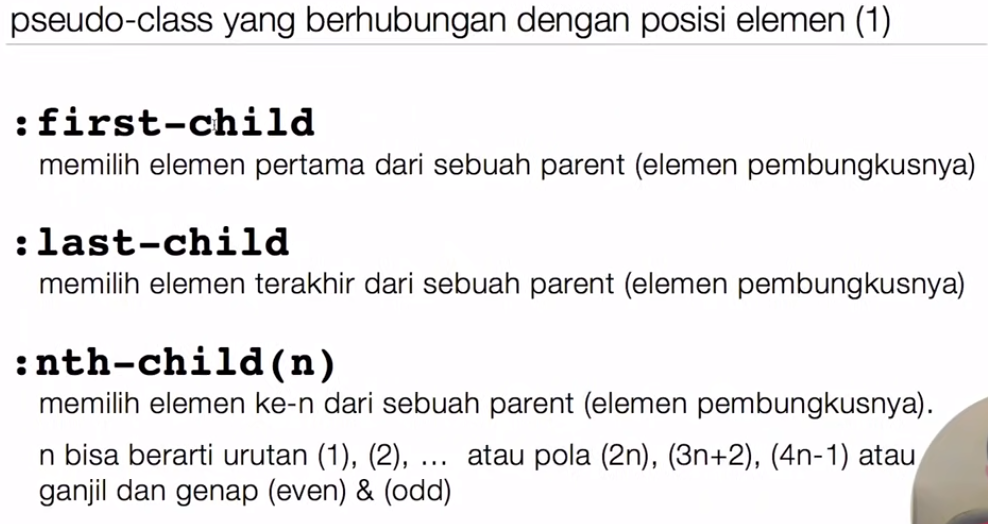 pseudo-class yang berhubungan dengan posisi elemen (1)
:first-child
memilih elemen pertama dari sebuah parent (elemen pembungkusnya)
:last-child
memilih elemen terakhir dari sebuah parent (elemen pembungkusnya)
:nth-child(n)
memilih elemen ke-n dari sebuah parent (elemen pembungkusnya).
n bisa berarti urutan (1), (2), ... atau pola (2n), (3n+2), (4n-1) atau
ganjil dan genap (even) & (odd)